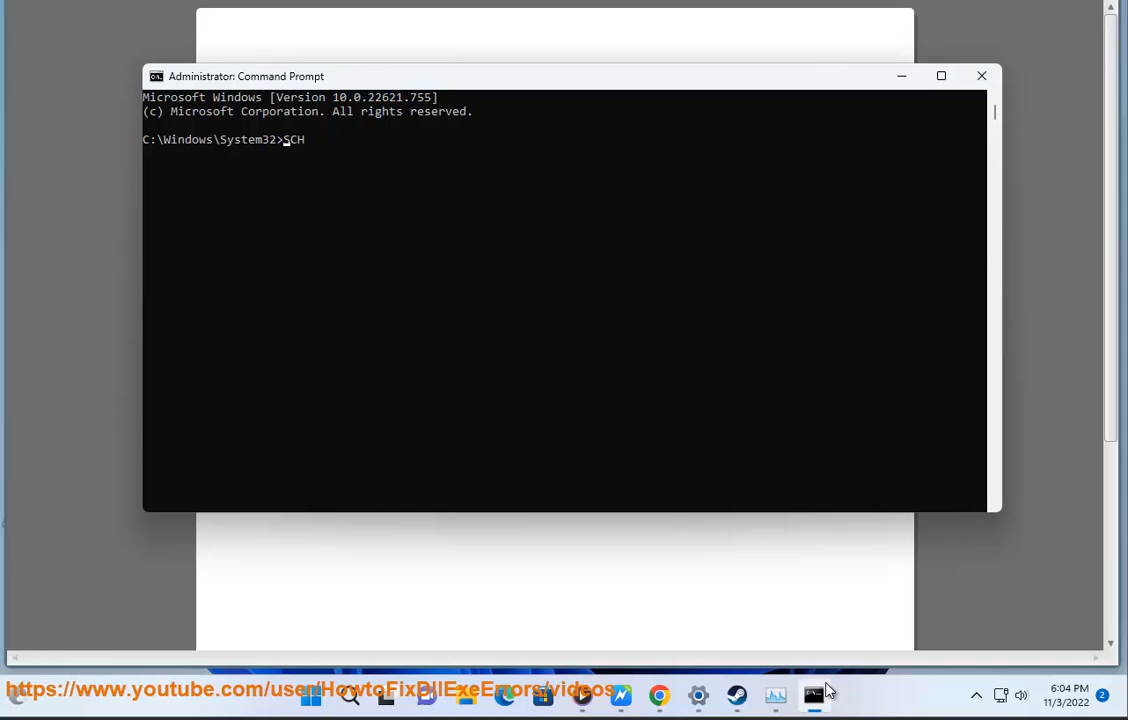 Administrator: Command Prompt
Microsoft Windows [Version 10.0.22621.755]
(c) Microsoft Corporation. All rights reserved.
C:\Windows\System32>SCH
https://www.youtube.com/user/HowtoFixDllExeErrors/videos
6:04 PM
11/3/2022
2